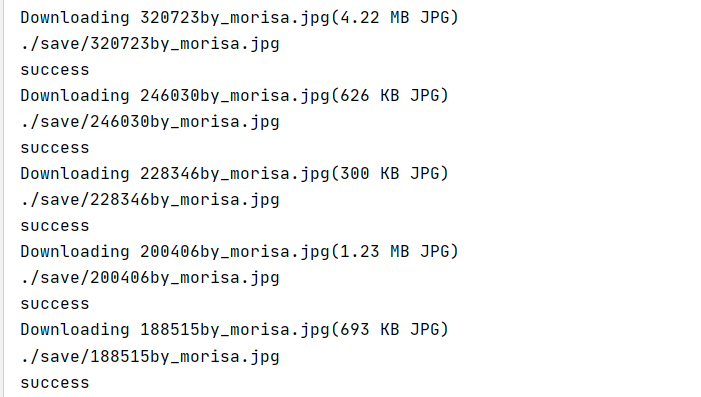 Downloading 320723by_morisa.jpg(4.22 MB JPG)
./save/320723by_morisa.jpg
success
Downloading 246030by_morisa.jpg(626 KB JPG)
./save/246030by_morisa.jpg
success
Downloading 228346by_morisa.jpg(300 KB JPG)
./save/228346by_morisa.jpg
success
Downloading 200406by_morisa.jpg(1.23 MB JPG)
./save/200406by_morisa.jpg
success
Downloading 188515by_morisa.jpg(693 KB JPG)
./save/188515by_morisa.jpg
success